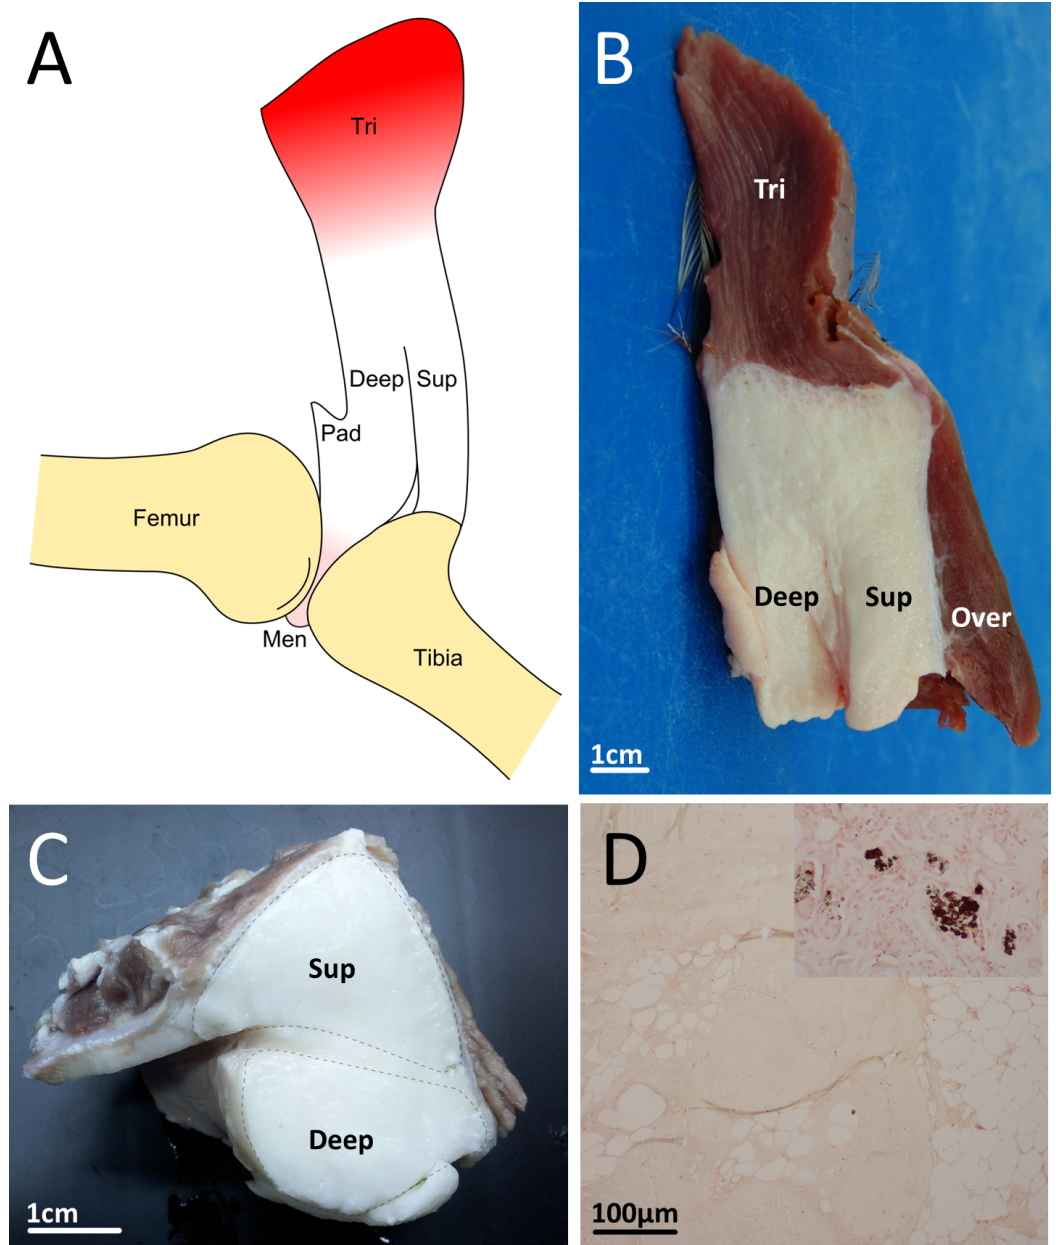 A
Tri
Deep
Sup
Pad
Femur
Men
Tibia
B
Tri
Deep
Sup
Over
1cm
C
Sup
Deep
1cm
D
100µm